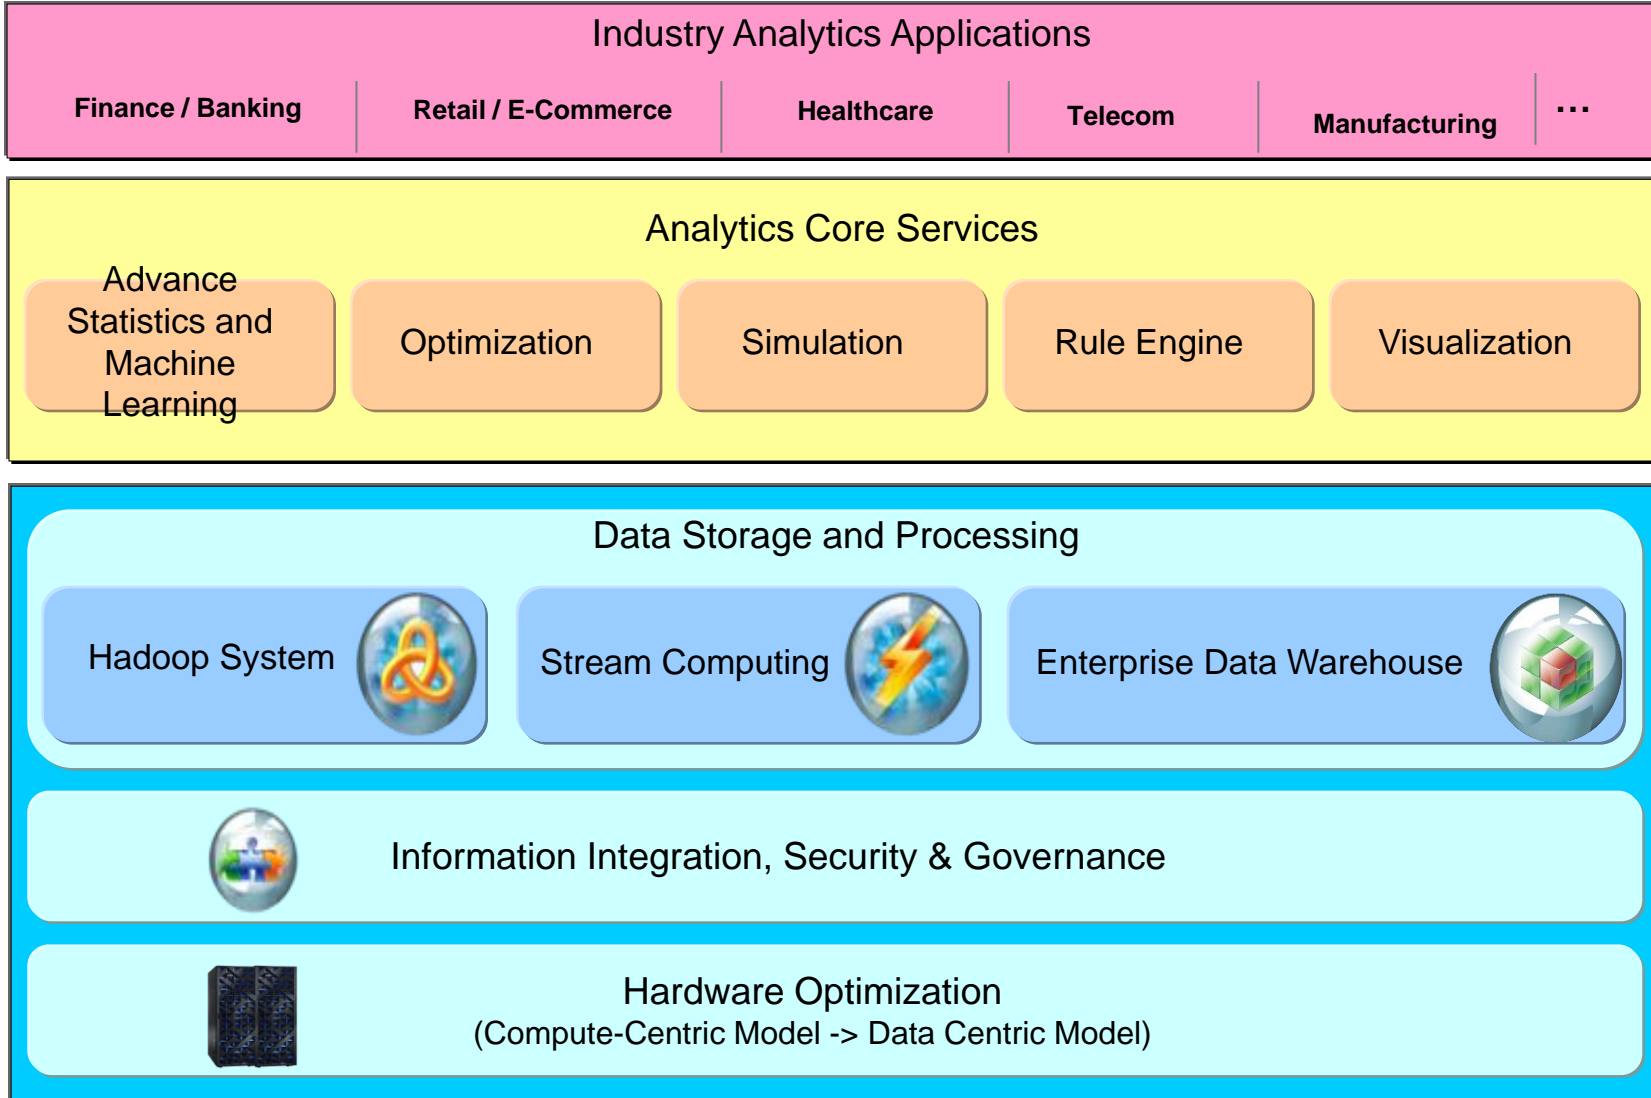 Industry Analytics Applications
Finance / Banking
Retail / E-Commerce
Healthcare
Telecom
Manufacturing
...
Analytics Core Services
Advance
Statistics and
Machine
Learning
Optimization
Simulation
Rule Engine
Visualization
Data Storage and Processing
Hadoop System
Stream Computing
Enterprise Data Warehouse
Information Integration, Security & Governance
Hardware Optimization
(Compute-Centric Model -> Data Centric Model)